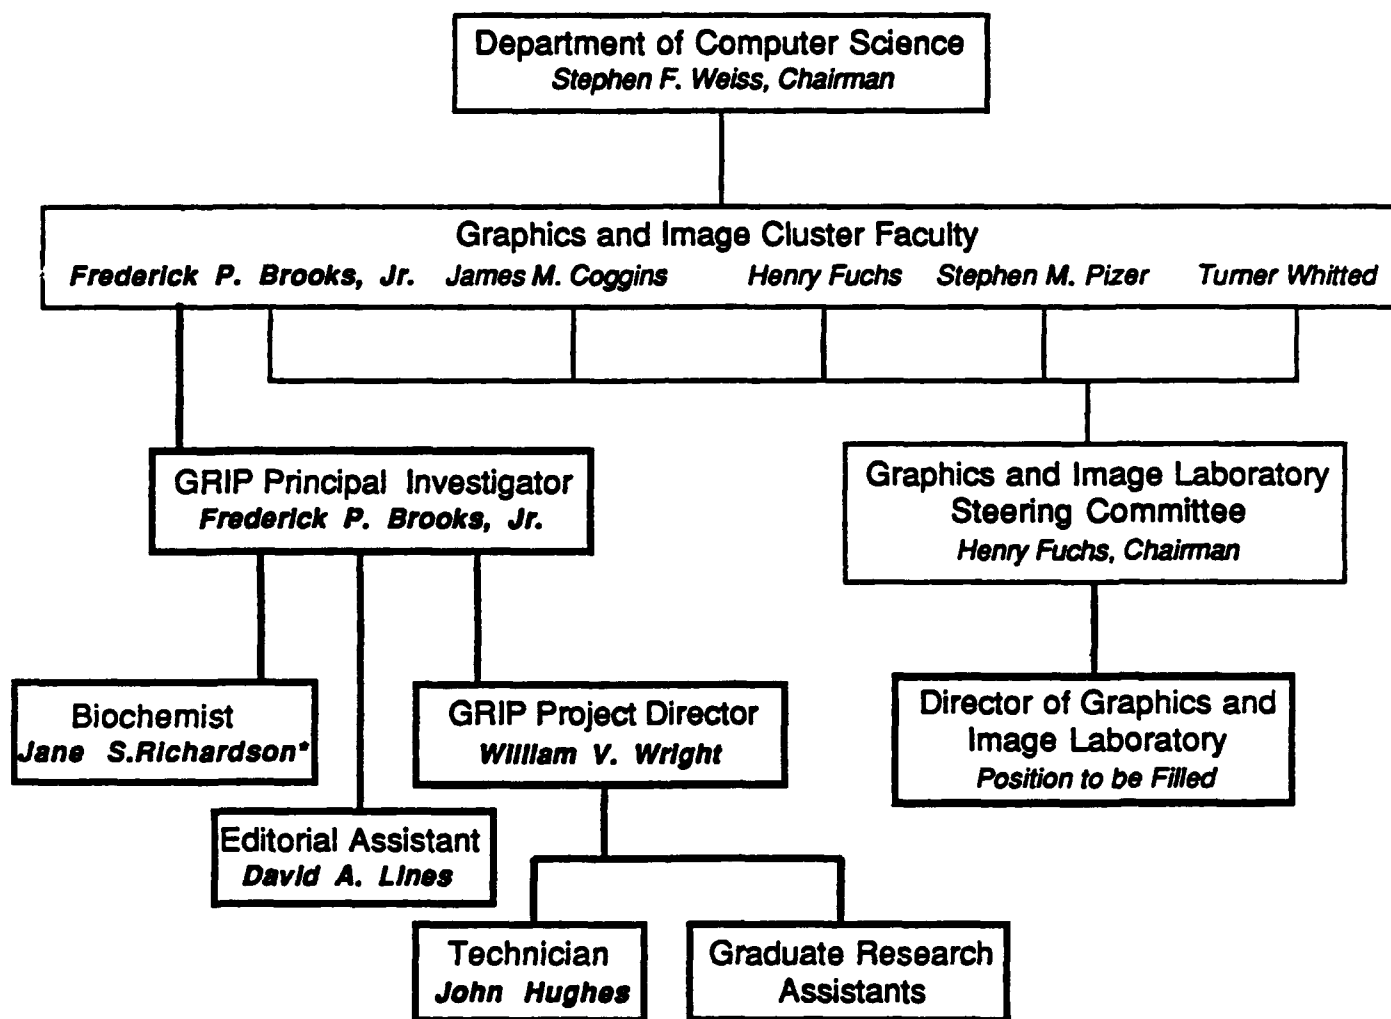 Department of Computer Science
Stephen F. Weiss, Chairman
Graphics and Image Cluster Faculty
Frederick P. Brooks, Jr. James M. Coggins Henry Fuchs Stephen M. Pizer Turner Whitted
GRIP Principal Investigator
Frederick P. Brooks, Jr.
Graphics and Image Laboratory
Steering Committee
Henry Fuchs, Chairman
Biochemist
Jane S.Richardson*
GRIP Project Director
William V. Wright
Director of Graphics and
Image Laboratory
Position to be Filled
Editorial Assistant
David A. Lines
Technician
John Hughes
Graduate Research
Assistants